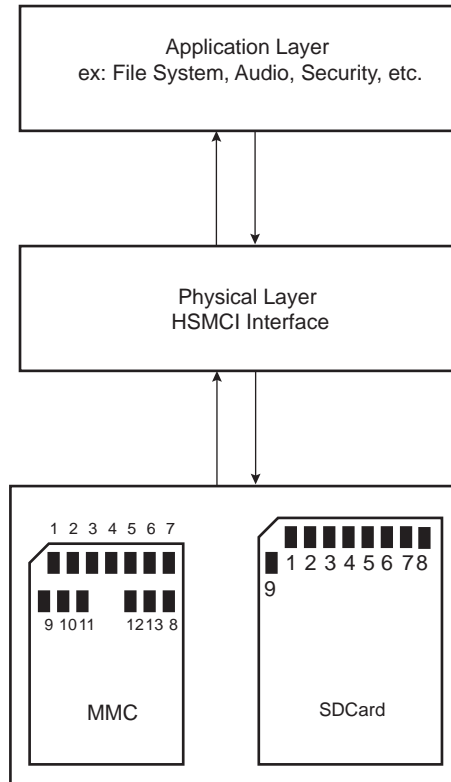 Application Layer
ex: File System, Audio, Security, etc.
Physical Layer
HSMCI Interface
1 2 3 4 5 6 7
9 10 11 12 13 8
MMC
1 2 3 4 5 6 7 8
9
SDCard